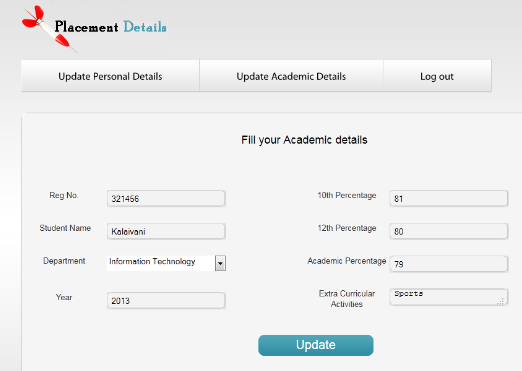 Placement Details
Update Personal Details Update Academic Details Log out
Fill your Academic details
Reg No. 321456 10th Percentage 81
Student Name Kalaivani 12th Percentage 80
Department Information Technology Academic Percentage 79
Year 2013 Extra Curricular Activities Sports
Update